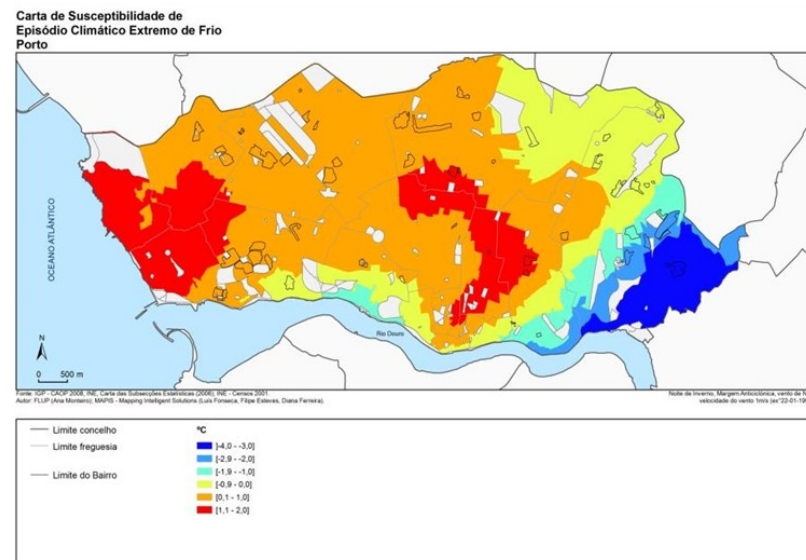 Carta de Susceptibilidade de
Episódio Climático Extremo de Frio
Porto
OCEANO ATLÂNTICO
Rio Douro
N
0 500 m
Fonte: IGP - CAOP 2008, INE, Carta das Subsecções Estatísticas (2006); INE - Censos 2001.
Autor: FLUP (Ana Monteiro); MAPIS - Mapping Intelligent Solutions (Luís Fonseca, Filipe Esteves, Diana Ferreira).
Noite de Inverno, Margem Anticiclónica, vento de
velocidade do vento 1m/s
Limite concelho
Limite freguesia
Limite do Bairro
ºC
[-4,0 - -3,0]
[-2,9 - -2,0]
[-1,9 - -1,0]
[-0,9 - 0,0]
[0,1 - 1,0]
[1,1 - 2,0]